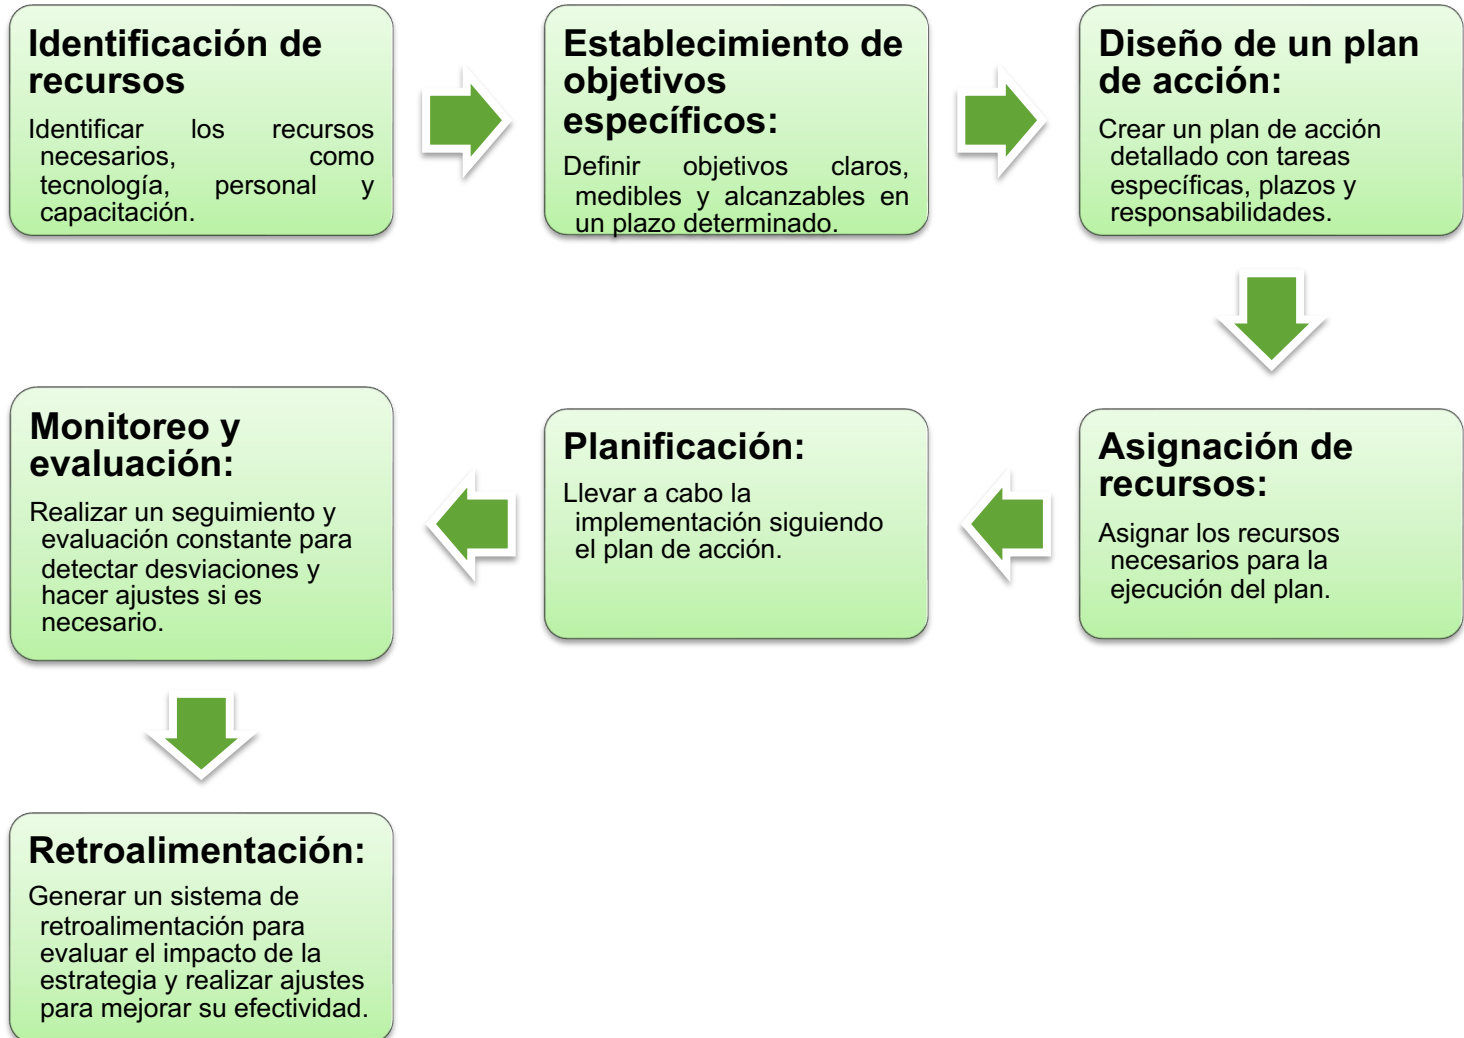 Identificación de
recursos
Identificar los recursos
necesarios, como
tecnología, personal y
capacitación.
Establecimiento de
objetivos
específicos:
Definir objetivos claros,
medibles y alcanzables en
un plazo determinado.
Diseño de un plan
de acción:
Crear un plan de acción
detallado con tareas
específicas, plazos y
responsabilidades.
Asignación de
recursos:
Asignar los recursos
necesarios para la
ejecución del plan.
Planificación:
Llevar a cabo la
implementación siguiendo
el plan de acción.
Monitoreo y
evaluación:
Realizar un seguimiento y
evaluación constante para
detectar desviaciones y
hacer ajustes si es
necesario.
Retroalimentación:
Generar un sistema de
retroalimentación para
evaluar el impacto de la
estrategia y realizar ajustes
para mejorar su efectividad.